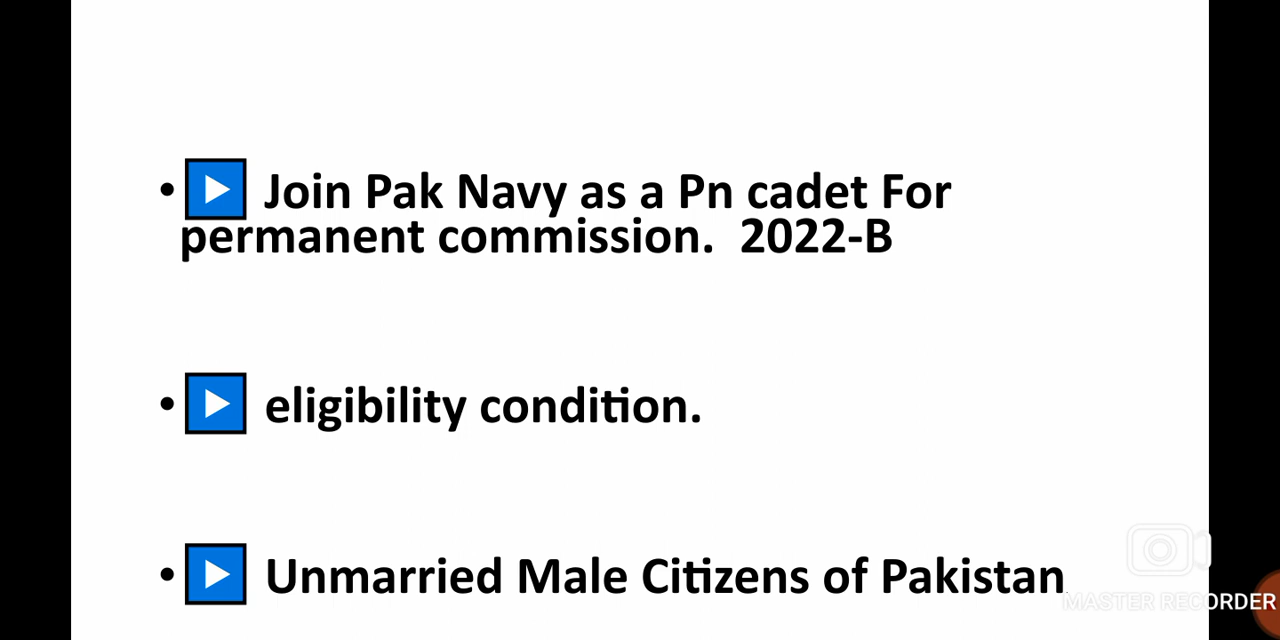 • ▶ Join Pak Navy as a Pn cadet For
permanent commission.  2022-B
• ▶ eligibility condition.
• ▶ Unmarried Male Citizens of Pakistan
MASTER RECORDER